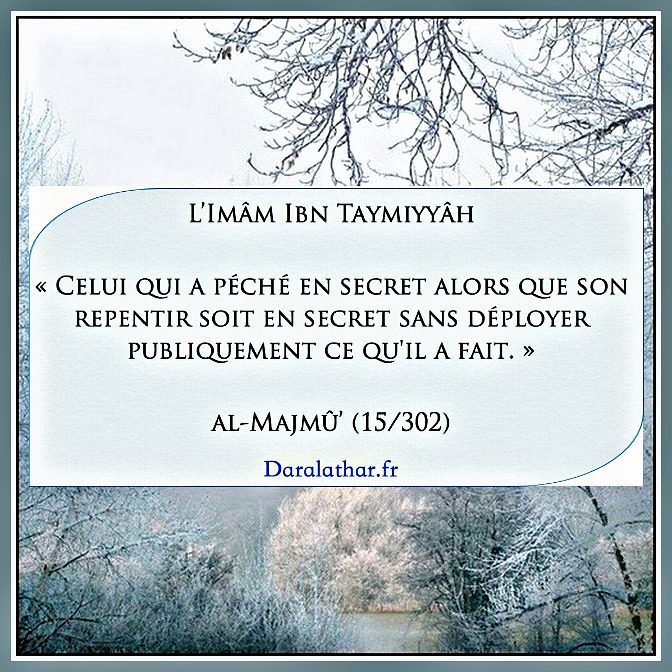 L'Imâm Ibn Taymiyyâh
« Celui qui a péché en secret alors que son
repentir soit en secret sans déployer
publiquement ce qu'il a fait. »
al-Majmû' (15/302)
Daralathar.fr